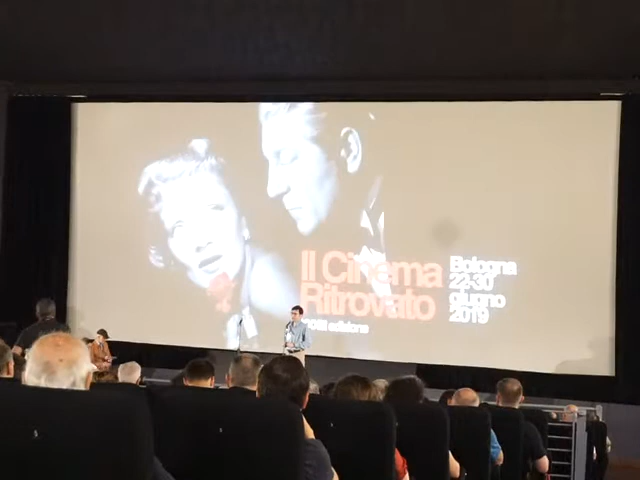 Il Cinema
Ritrovato
edizione
Bologna
22-30
giugno
2019